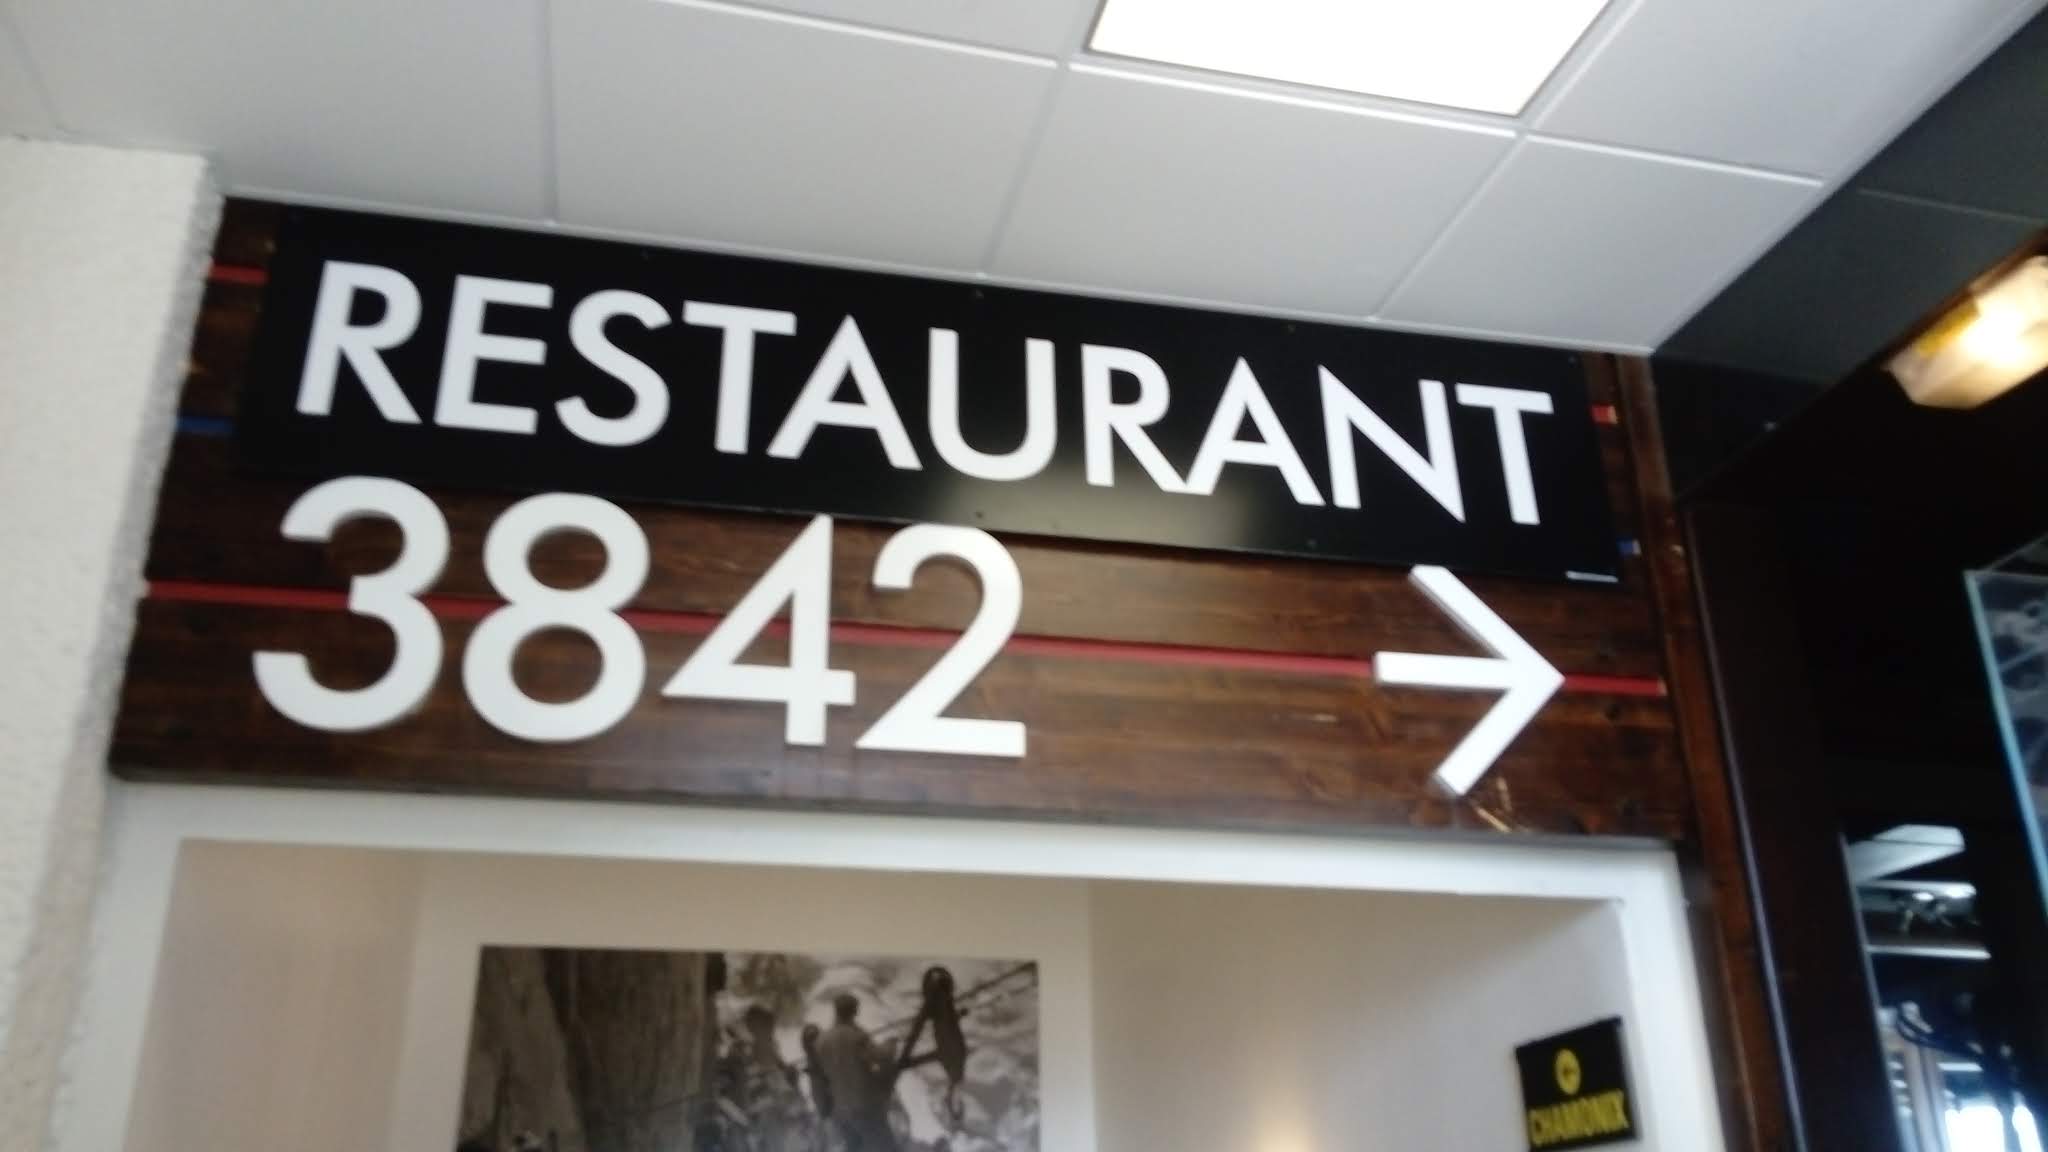 RESTAURANT
3842 →
CHAMONIX